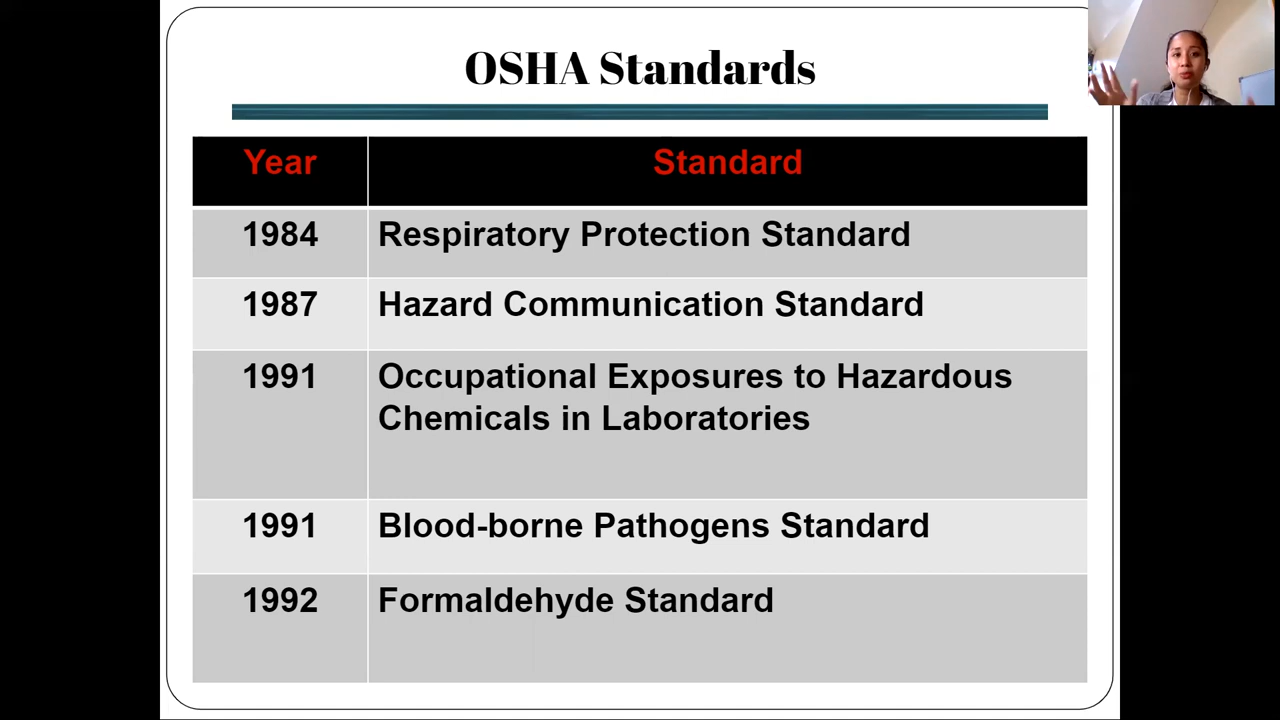 OSHA Standards
Year Standard
1984 Respiratory Protection Standard
1987 Hazard Communication Standard
1991 Occupational Exposures to Hazardous
Chemicals in Laboratories
1991 Blood-borne Pathogens Standard
1992 Formaldehyde Standard